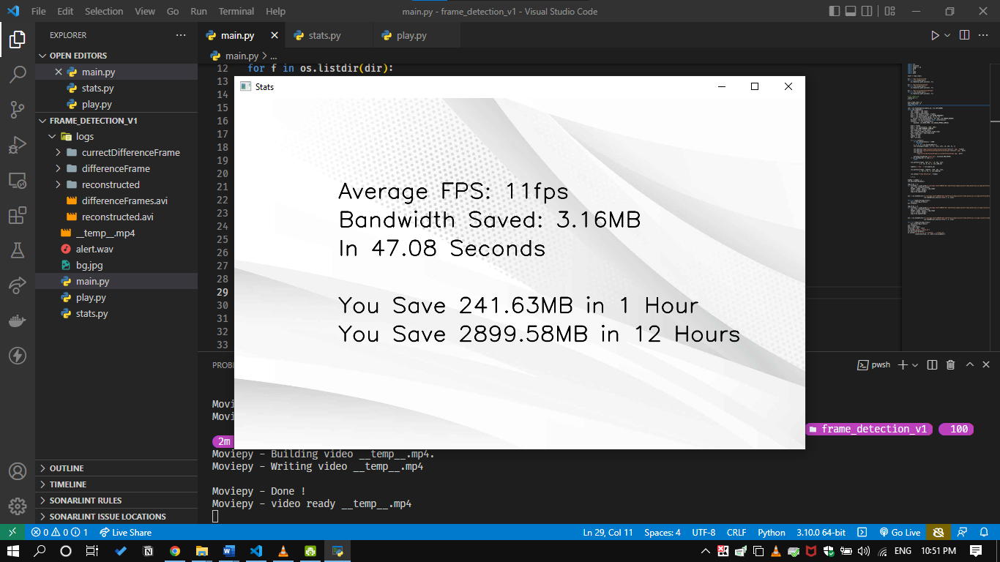 File Edit Selection View Go Run Terminal Help
main.py - frame_detection_v1 - Visual Studio Code
EXPLORER
OPEN EDITORS
main.py
stats.py
play.py
FRAME_DETECTION_V1
logs
currectDifferenceFrame
differenceFrame
reconstructed
differenceFrames.avi
reconstructed.avi
__temp__.mp4
alert.wav
bg.jpg
main.py
play.py
stats.py
OUTLINE
TIMELINE
SONARLINT RULES
SONARLINT ISSUE LOCATIONS
main.py stats.py play.py
main.py > ...
12 for f in os.listdir(dir):
13
14
15
16
17
18
19
20
21
22
23
24
25
26
27
28
29
30
31
32
33
Stats
Average FPS: 11fps
Bandwidth Saved: 3.16MB
In 47.08 Seconds
You Save 241.63MB in 1 Hour
You Save 2899.58MB in 12 Hours
pwsh
frame_detection_v1 100
2m
Moviepy - Building video __temp__.mp4.
Moviepy - Writing video __temp__.mp4
Moviepy - Done !
Moviepy - video ready __temp__.mp4
0 0 1 Live Share
Ln 29, Col 11 Spaces: 4 UTF-8 CRLF Python 3.10.0 64-bit Go Live
ENG 10:51 PM